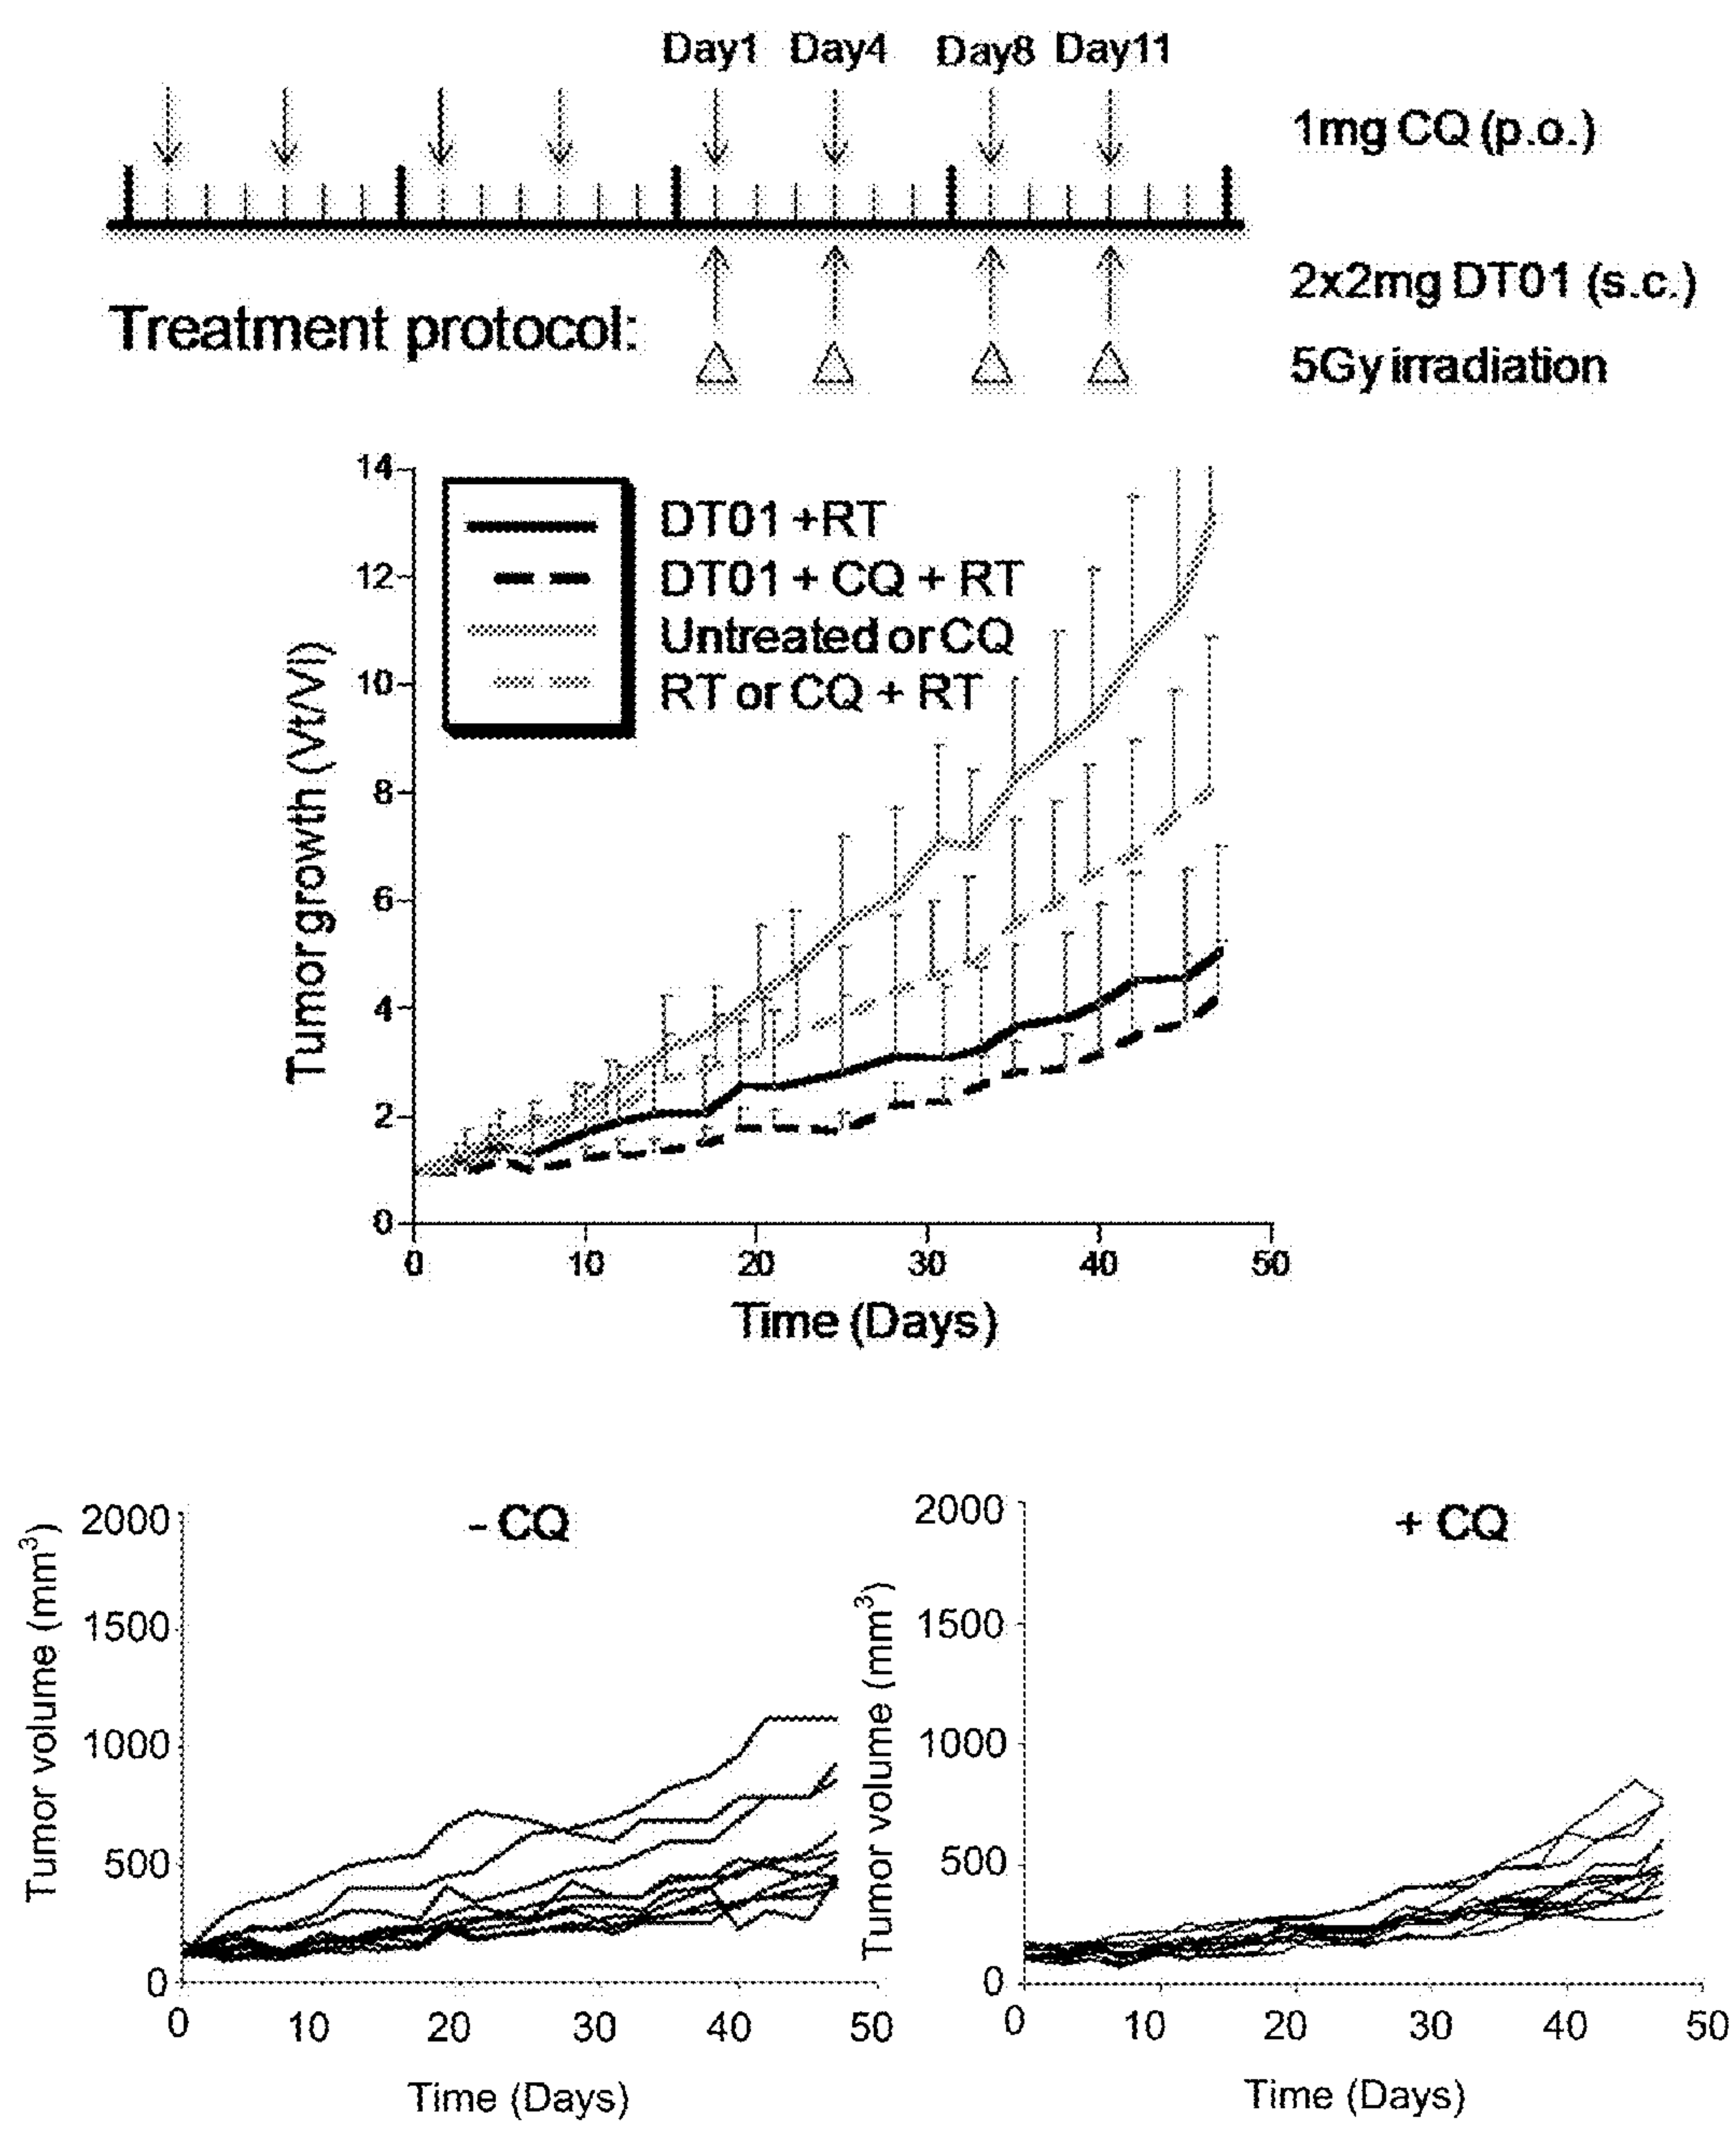 Day1 Day4 Day8 Day11
1mg CQ (p.o.)
2x2mg DT01 (s.c.)
Treatment protocol:
5Gy irradiation
14
12
10
8
6
4
2
0
Tumor growth (Vt/Vi)
DT01 +RT
DT01 + CQ + RT
Untreated or CQ
RT or CQ + RT
0 10 20 30 40 50
Time (Days)
- CQ
2000
1500
1000
500
0
Tumor volume (mm³)
0 10 20 30 40 50
Time (Days)
+ CQ
2000
1500
1000
500
0
Tumor volume (mm³)
0 10 20 30 40 50
Time (Days)